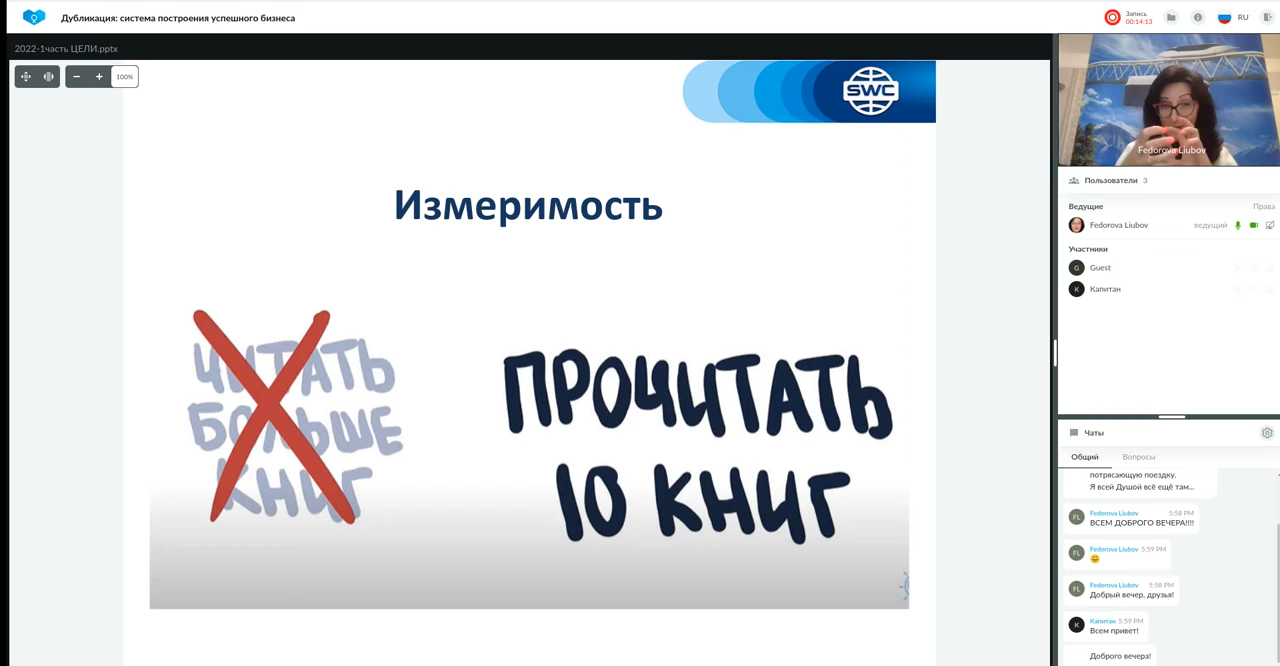 Дубликация: система построения успешного бизнеса
Запись
00:14:13
RU
2022-1часть ЦЕЛИ.pptx
100%
SWC
Измеримость
ЧИТАТЬ
БОЛЬШЕ
КНИГ
ПРОЧИТАТЬ
10 КНИГ
Fedorova Liubov
Пользователи 3
Ведущие Права
Fedorova Liubov ведущий
Участники
G Guest
K Капитан
Чаты
Общий Вопросы
потрясающую поездку.
Я всей Душой всё ещё там...
FL Fedorova Liubov 5:58 PM
ВСЕМ ДОБРОГО ВЕЧЕРА!!!!
FL Fedorova Liubov 5:59 PM
😊
FL Fedorova Liubov 5:58 PM
Добрый вечер, друзья!
K Капитан 5:59 PM
Всем привет!
Доброго вечера!